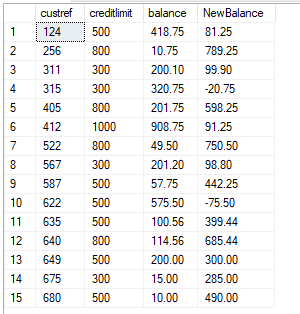 custref creditlimit balance NewBalance
1 124 500 418.75 81.25
2 256 800 10.75 789.25
3 311 300 200.10 99.90
4 315 300 320.75 -20.75
5 405 800 201.75 598.25
6 412 1000 908.75 91.25
7 522 800 49.50 750.50
8 567 300 201.20 98.80
9 587 500 57.75 442.25
10 622 500 575.50 -75.50
11 635 500 100.56 399.44
12 640 800 114.56 685.44
13 649 500 200.00 300.00
14 675 300 15.00 285.00
15 680 500 10.00 490.00